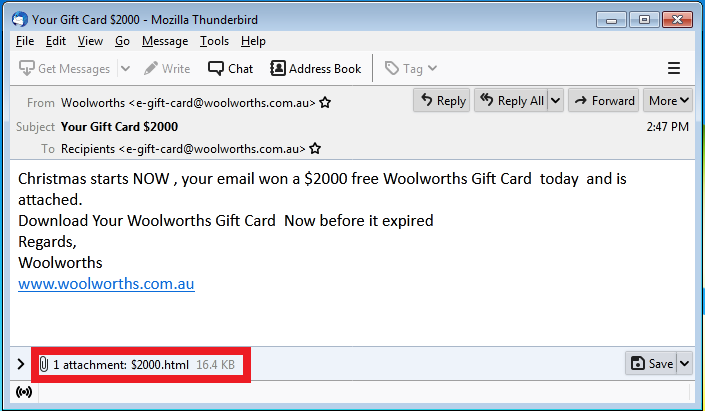 Your Gift Card $2000 - Mozilla Thunderbird
File Edit View Go Message Tools Help
Get Messages Write Chat Address Book Tag
From Woolworths <e-gift-card@woolworths.com.au> Reply Reply All Forward More
Subject Your Gift Card $2000 2:47 PM
To Recipients <e-gift-card@woolworths.com.au>
Christmas starts NOW , your email won a $2000 free Woolworths Gift Card today and is
attached.
Download Your Woolworths Gift Card Now before it expired
Regards,
Woolworths
www.woolworths.com.au
1 attachment: $2000.html 16.4 KB Save